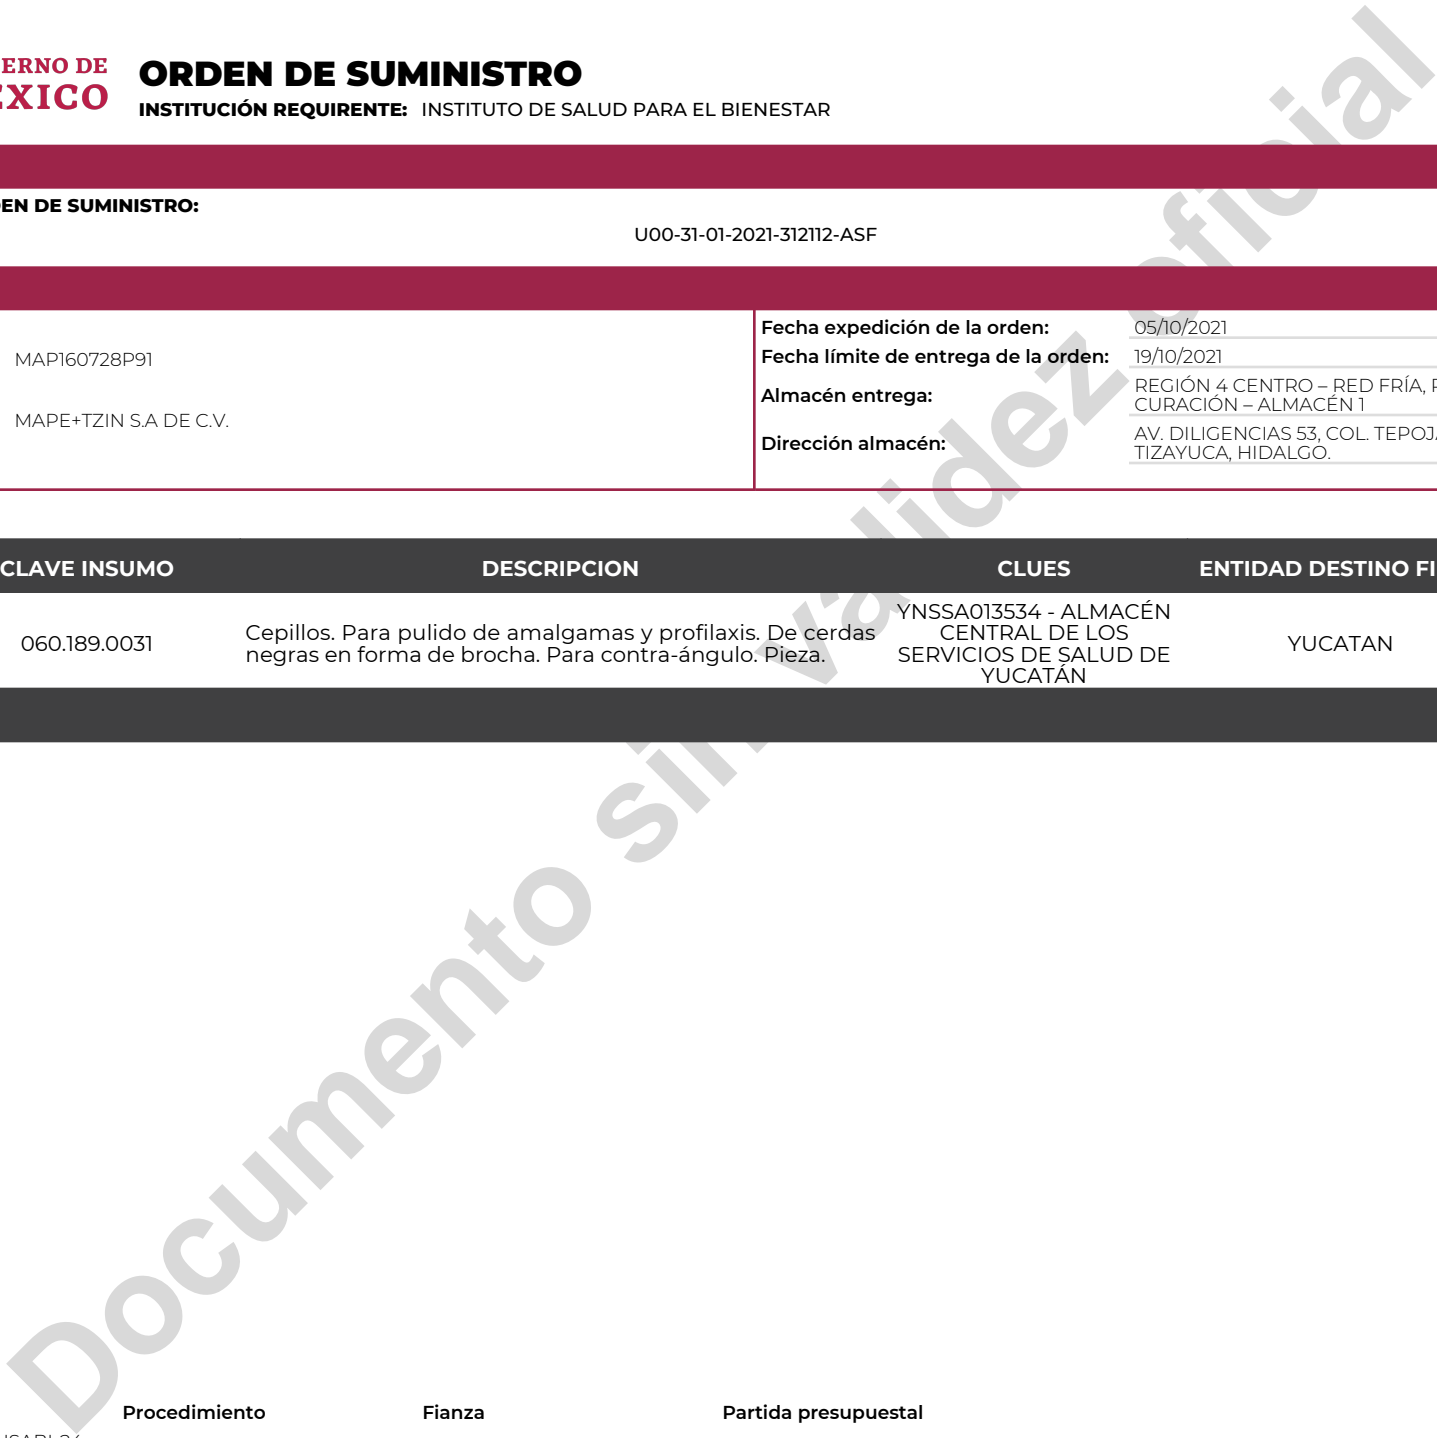 ERNO DE
EXICO
ORDEN DE SUMINISTRO
INSTITUCIÓN REQUIRENTE: INSTITUTO DE SALUD PARA EL BIENESTAR
EN DE SUMINISTRO:
U00-31-01-2021-312112-ASF
MAP160728P91
MAPE+TZIN S.A DE C.V.
Fecha expedición de la orden: 05/10/2021
Fecha límite de entrega de la orden: 19/10/2021
Almacén entrega: REGIÓN 4 CENTRO – RED FRÍA,
CURACIÓN – ALMACÉN 1
Dirección almacén: AV. DILIGENCIAS 53, COL. TEPOJ
TIZAYUCA, HIDALGO.
CLAVE INSUMO DESCRIPCION CLUES ENTIDAD DESTINO FI
060.189.0031
Cepillos. Para pulido de amalgamas y profilaxis. De cerdas
negras en forma de brocha. Para contra-ángulo. Pieza.
YNSSA013534 - ALMACÉN
CENTRAL DE LOS
SERVICIOS DE SALUD DE
YUCATÁN
YUCATAN
Documento sin validez oficial
Procedimiento Fianza Partida presupuestal